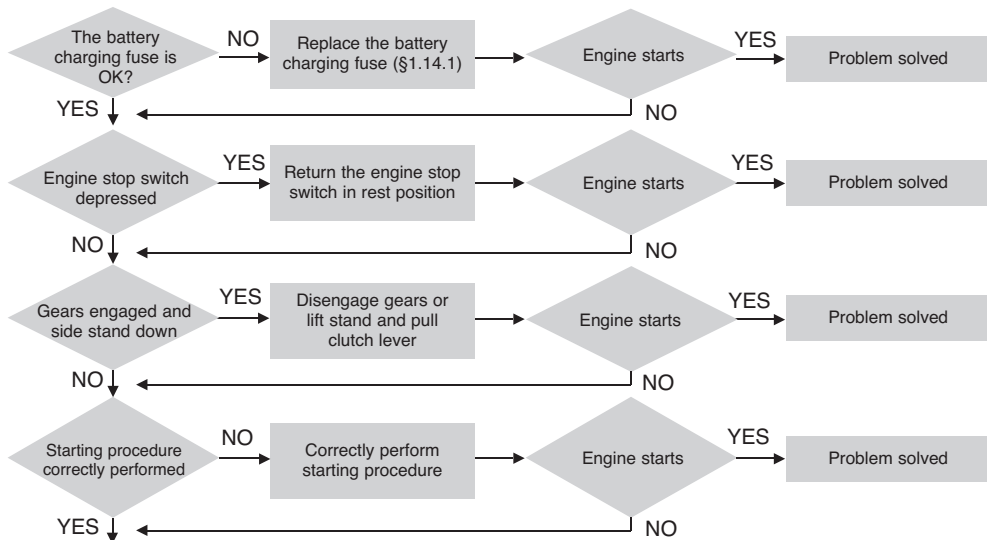 The battery
charging fuse is
OK?
NO
Replace the battery
charging fuse (§1.14.1)
Engine starts
YES
Problem solved
YES
NO
Engine stop switch
depressed
YES
Return the engine stop
switch in rest position
Engine starts
YES
Problem solved
NO
NO
Gears engaged and
side stand down
YES
Disengage gears or
lift stand and pull
clutch lever
Engine starts
YES
Problem solved
NO
NO
Starting procedure
correctly performed
NO
Correctly perform
starting procedure
Engine starts
YES
Problem solved
YES
NO